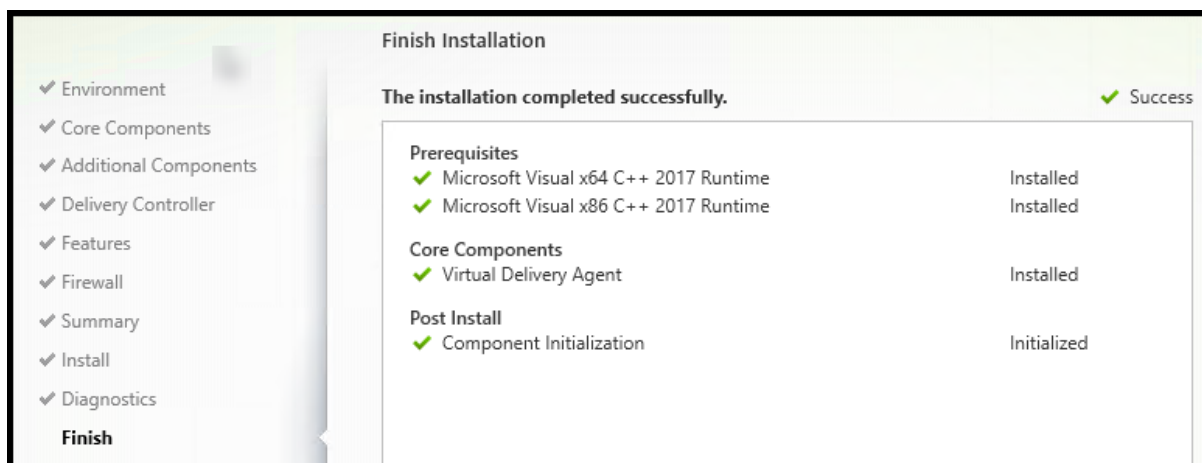 Finish Installation
Environment
Core Components
Additional Components
Delivery Controller
Features
Firewall
Summary
Install
Diagnostics
Finish
The installation completed successfully.
Success
Prerequisites
Microsoft Visual x64 C++ 2017 Runtime Installed
Microsoft Visual x86 C++ 2017 Runtime Installed
Core Components
Virtual Delivery Agent Installed
Post Install
Component Initialization Initialized